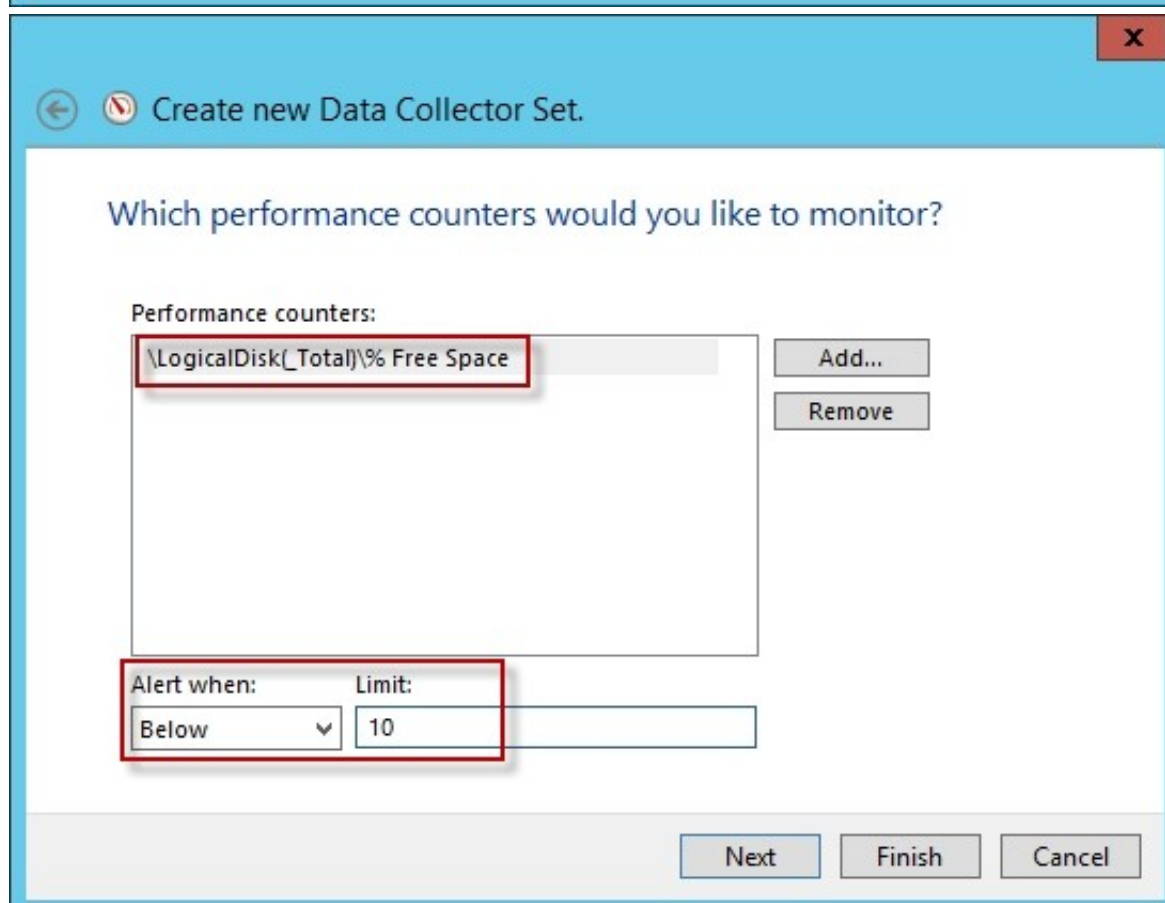 x
Create new Data Collector Set.
Which performance counters would you like to monitor?
Performance counters:
\LogicalDisk(_Total)\% Free Space
Add...
Remove
Alert when: Limit:
Below 10
Next Finish Cancel